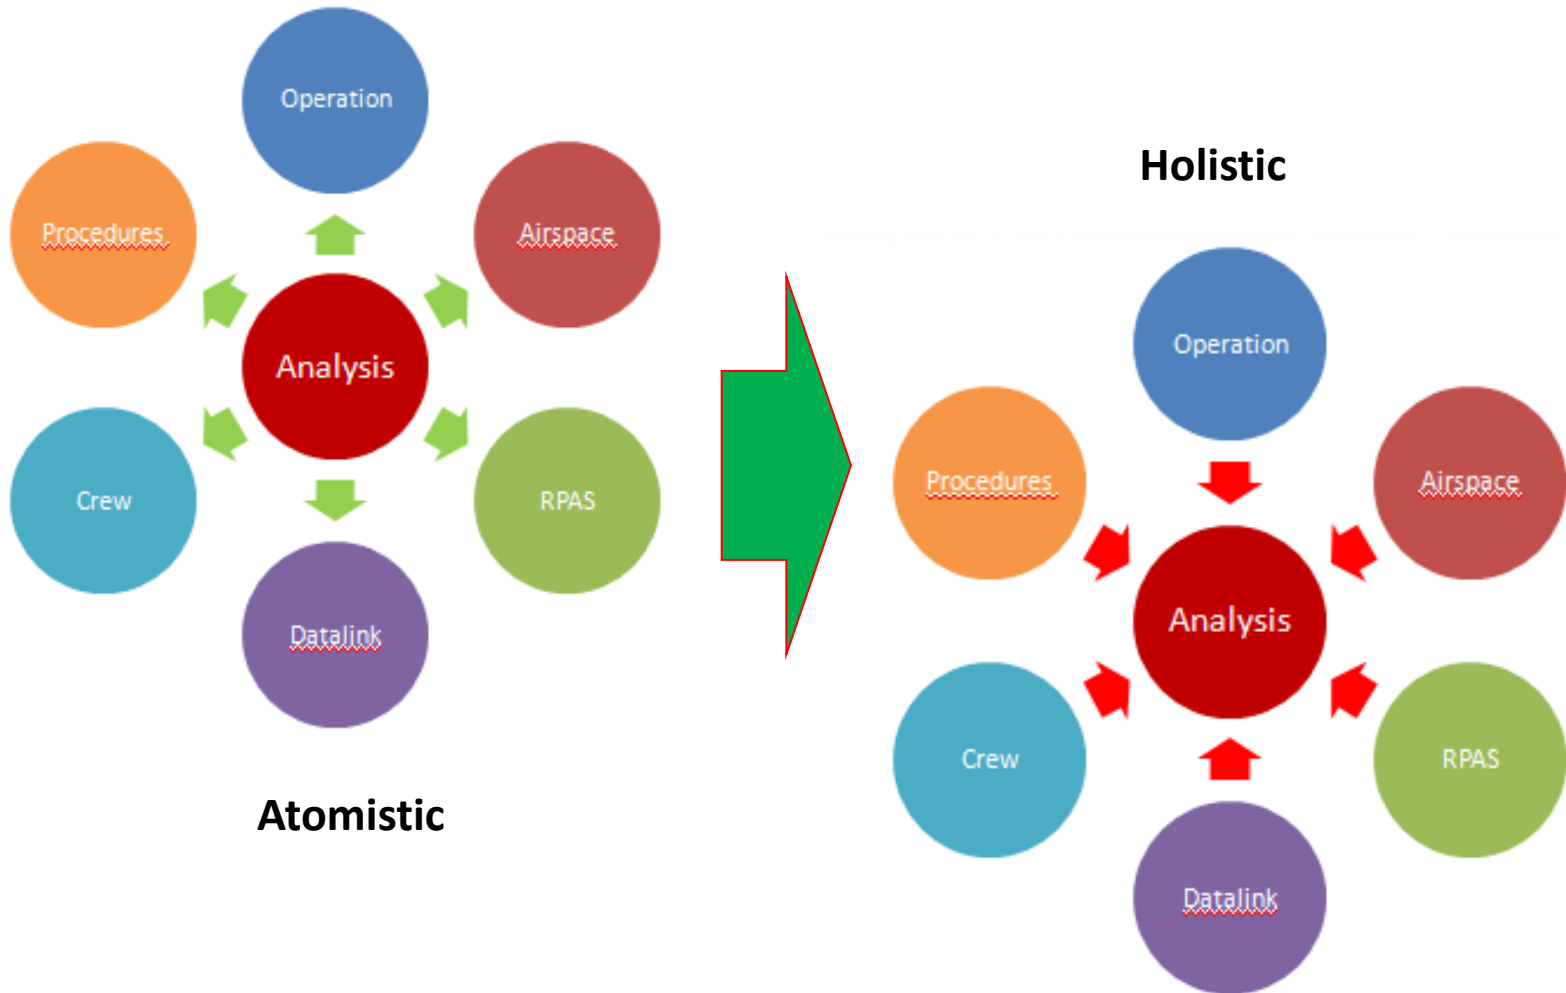 Operation
Procedures
Airspace
Analysis
Crew
RPAS
Datalink
Atomistic
Holistic
Operation
Procedures
Airspace
Analysis
Crew
RPAS
Datalink